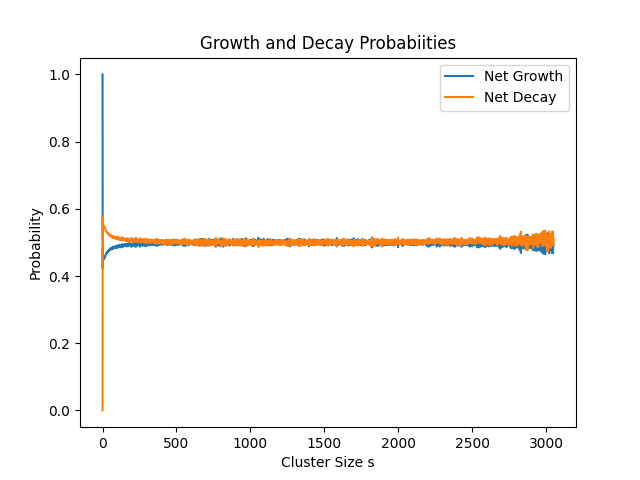 Growth and Decay Probabiities
Net Growth
Net Decay
1.0
0.8
0.6
0.4
0.2
0.0
Probability
0
500
1000
1500
2000
2500
3000
Cluster Size s